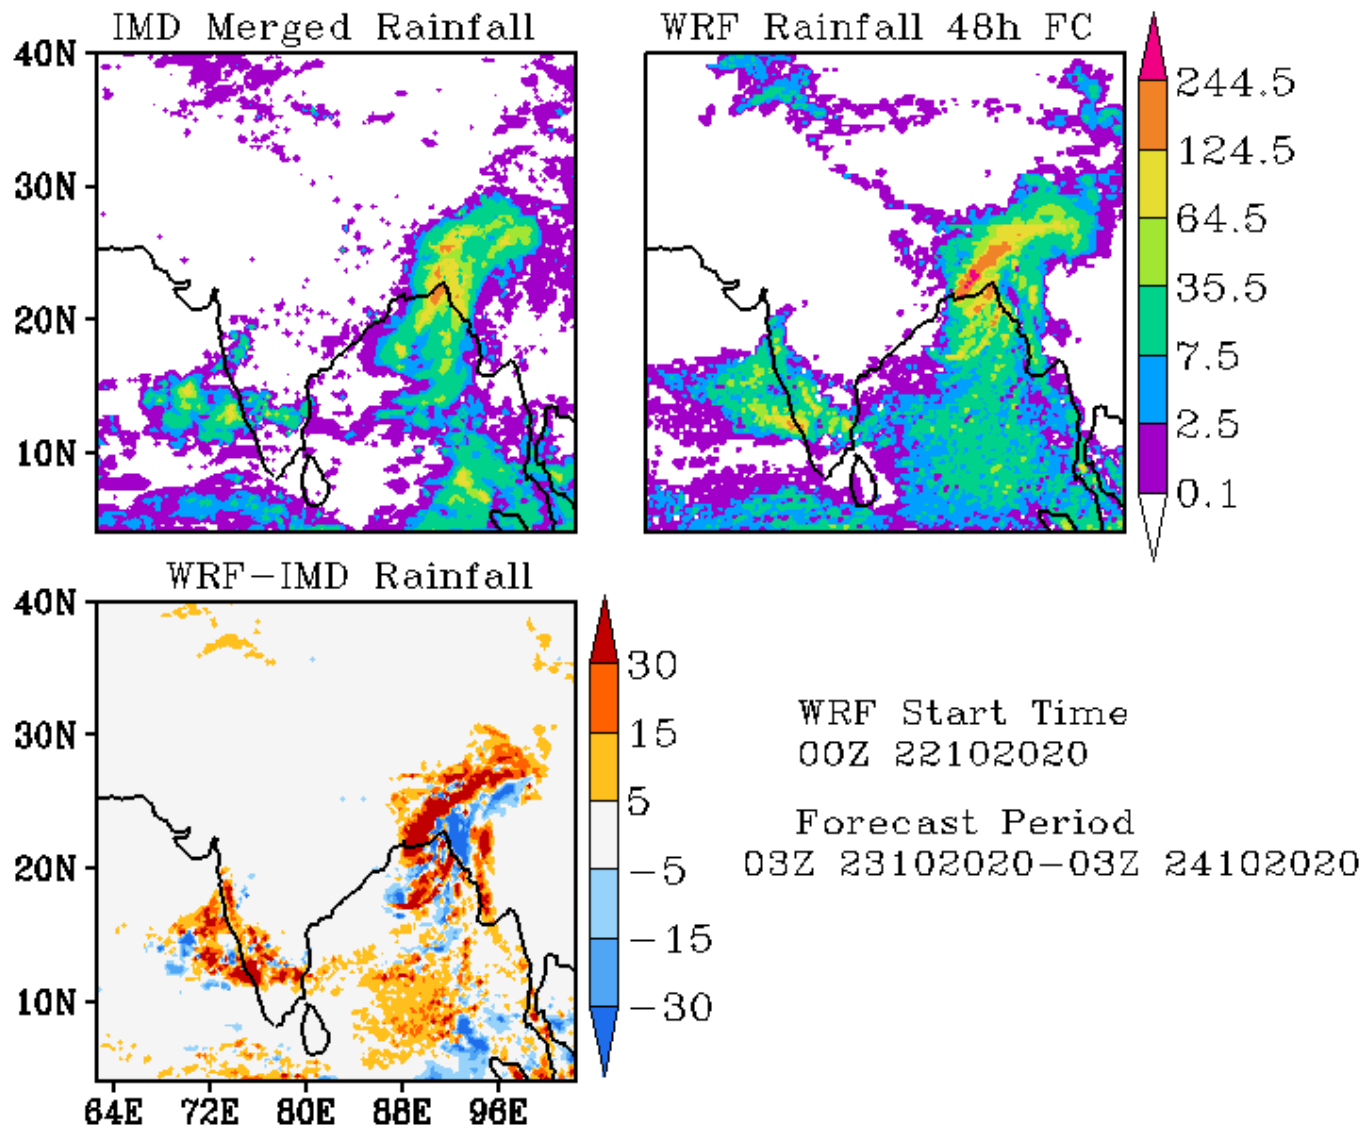 IMD Merged Rainfall
WRF Rainfall 48h FC
40N
30N
20N
10N
244.5
124.5
64.5
35.5
7.5
2.5
0.1
WRF-IMD Rainfall
40N
30N
20N
10N
64E 72E 80E 88E 96E
30
15
5
-5
-15
-30
WRF Start Time
00Z 22102020
Forecast Period
03Z 23102020-03Z 24102020